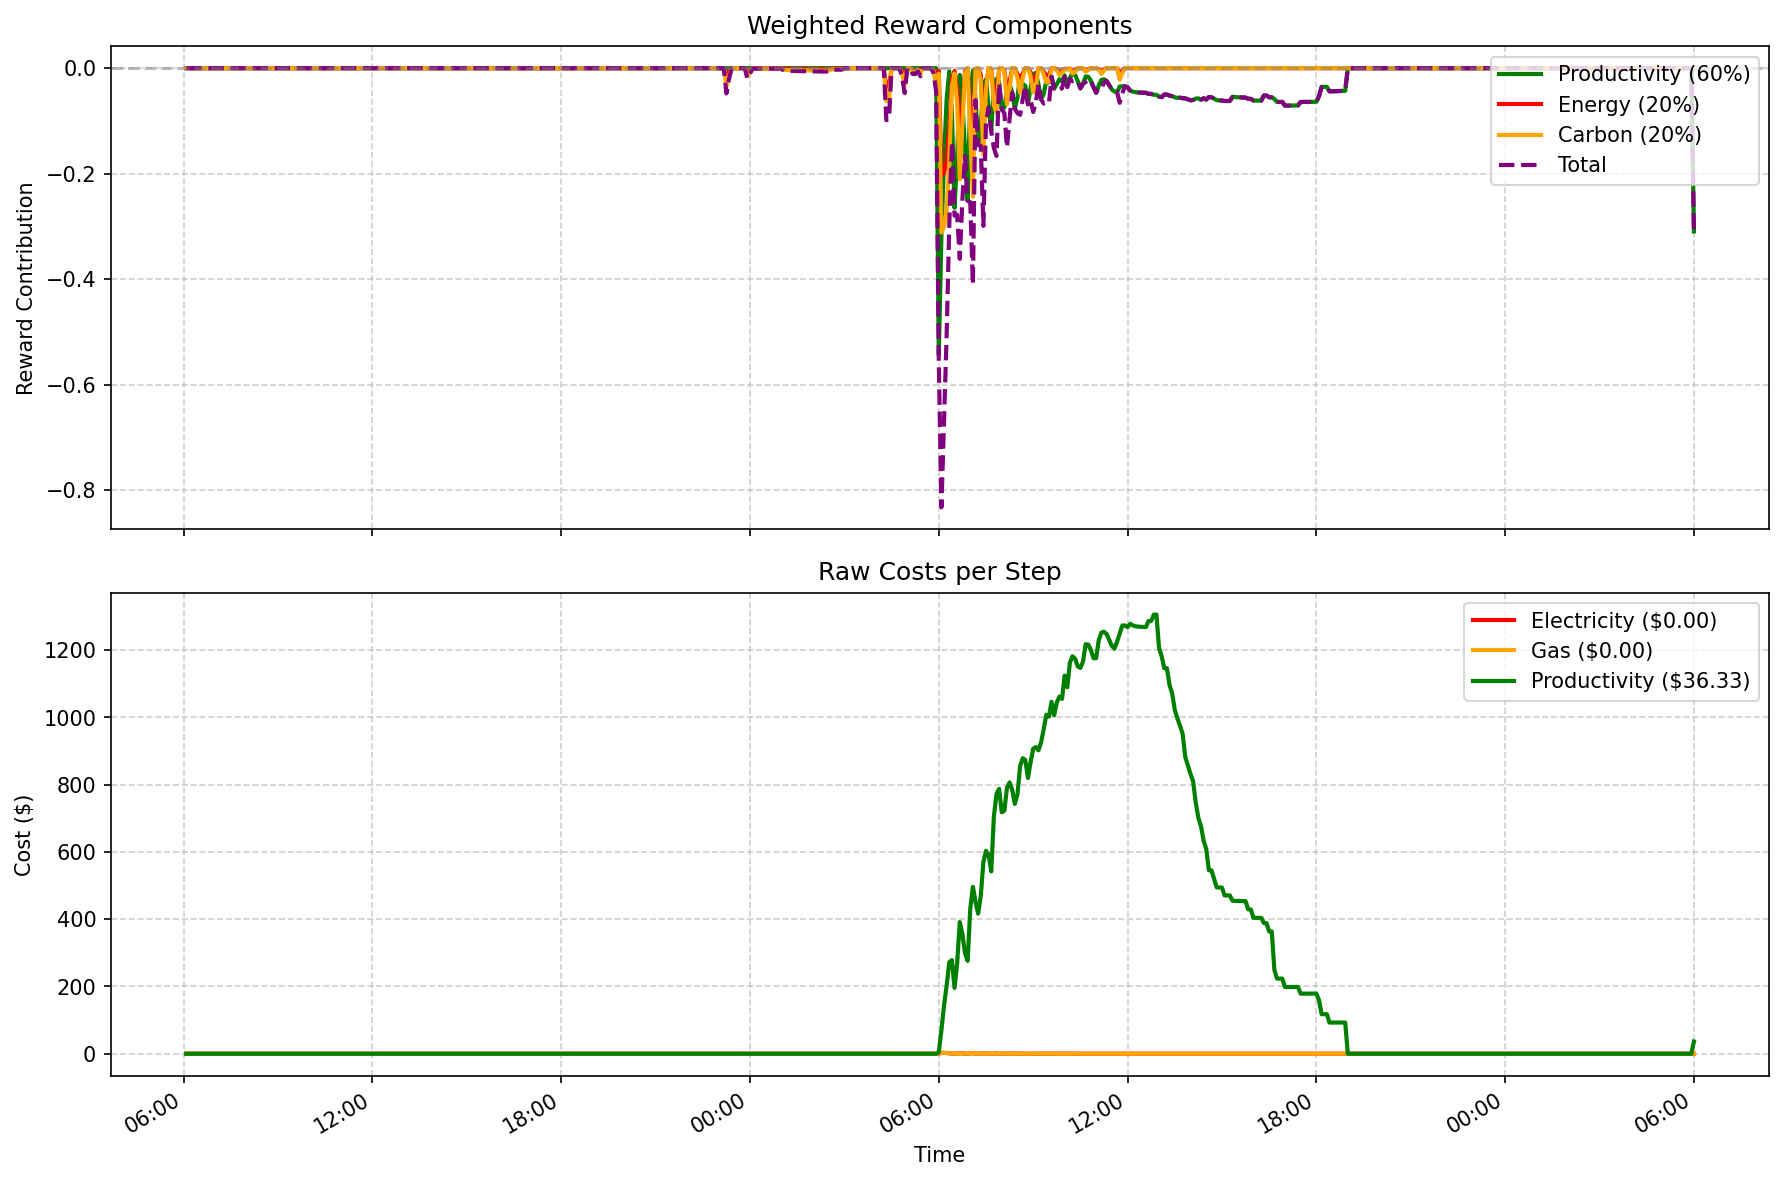 Weighted Reward Components
0.0
−0.2
−0.4
−0.6
−0.8
Reward Contribution
Productivity (60%)
Energy (20%)
Carbon (20%)
Total
Raw Costs per Step
1200
1000
800
600
400
200
0
Cost ($)
Electricity ($0.00)
Gas ($0.00)
Productivity ($36.33)
06:00
12:00
18:00
00:00
06:00
12:00
18:00
00:00
06:00
Time